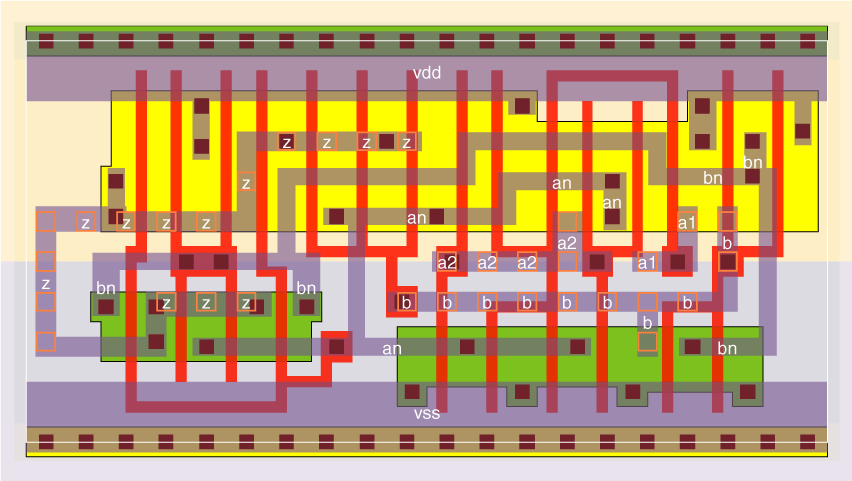 vdd
z z z z
bn
z an bn
an
z z z z z an a1
a2 b
a2 a2 a2 a1
z
bn bn
z z z b b b b b b b
b
an bn
vss